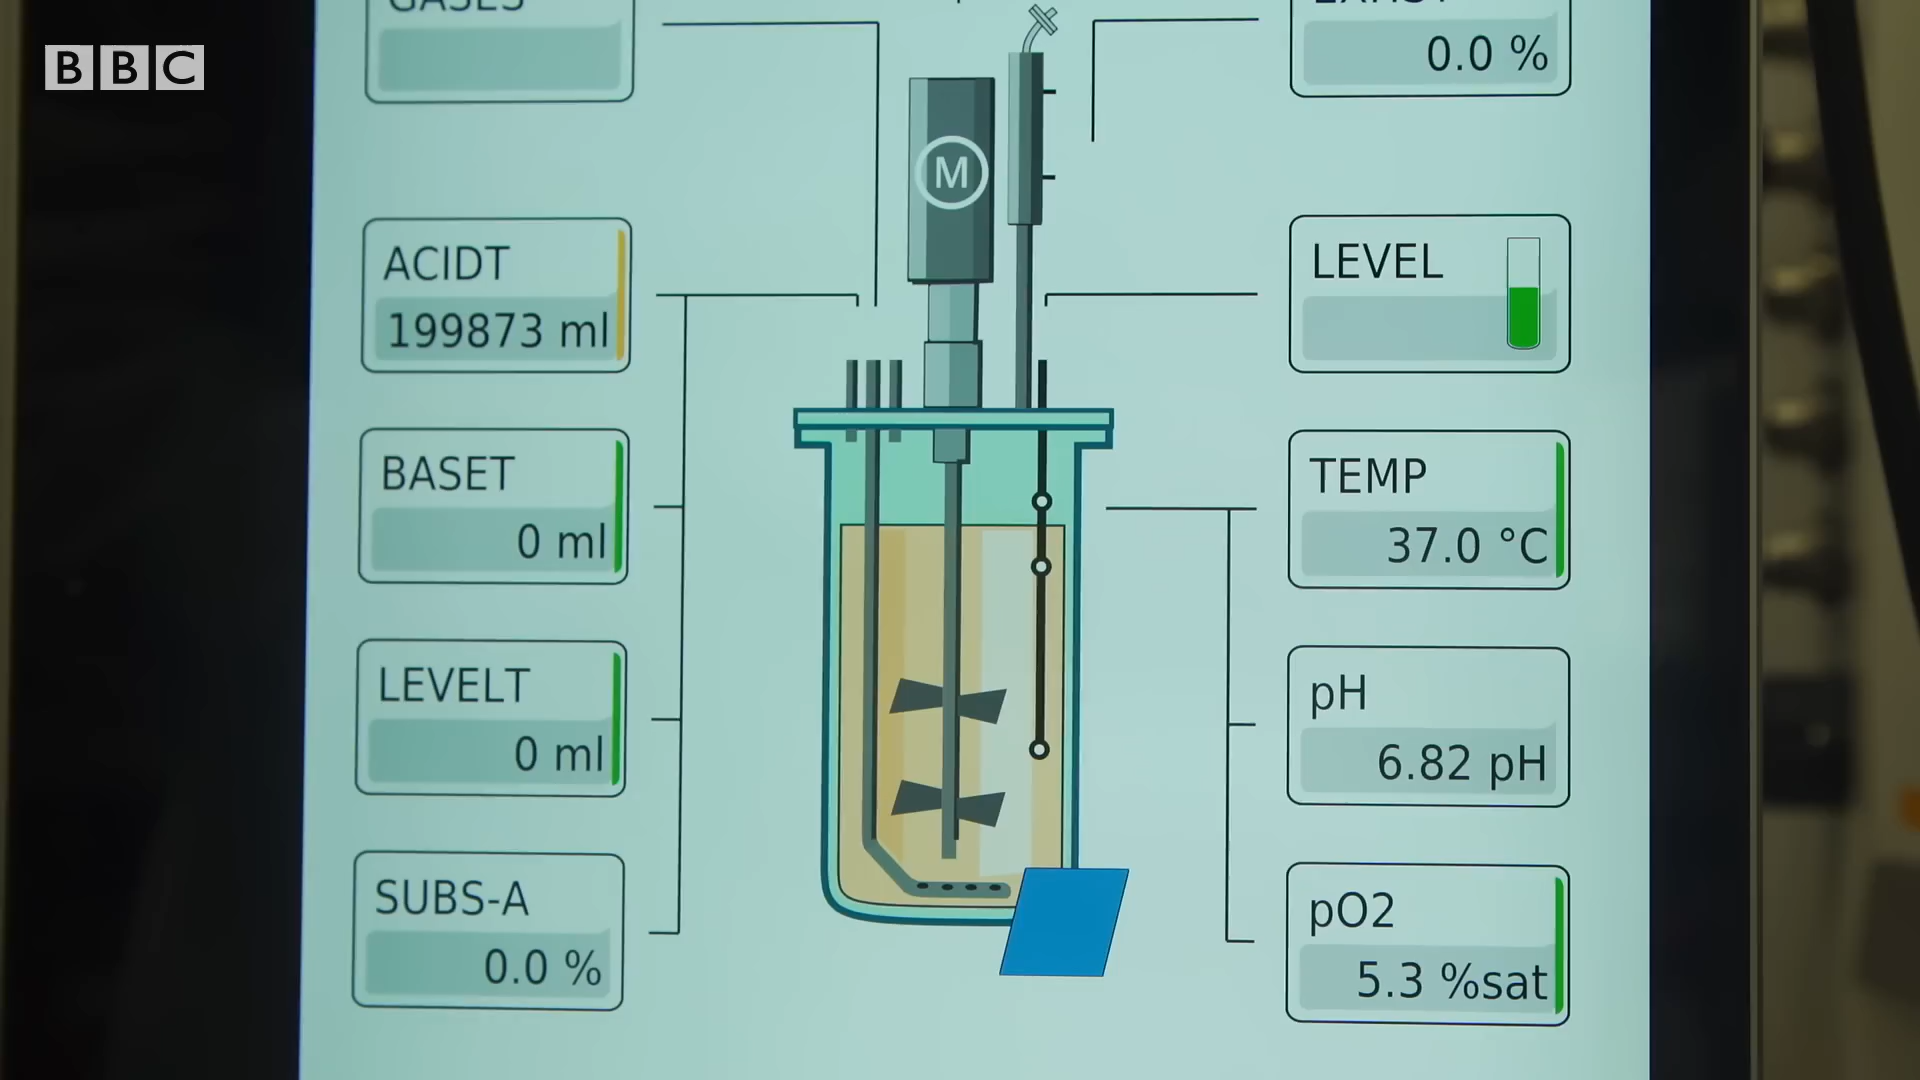 BBC
GASES
0.0 %
M
ACIDT
199873 ml
LEVEL
BASET
0 ml
TEMP
37.0 °C
LEVELT
0 ml
pH
6.82 pH
SUBS-A
0.0 %
pO2
5.3 %sat